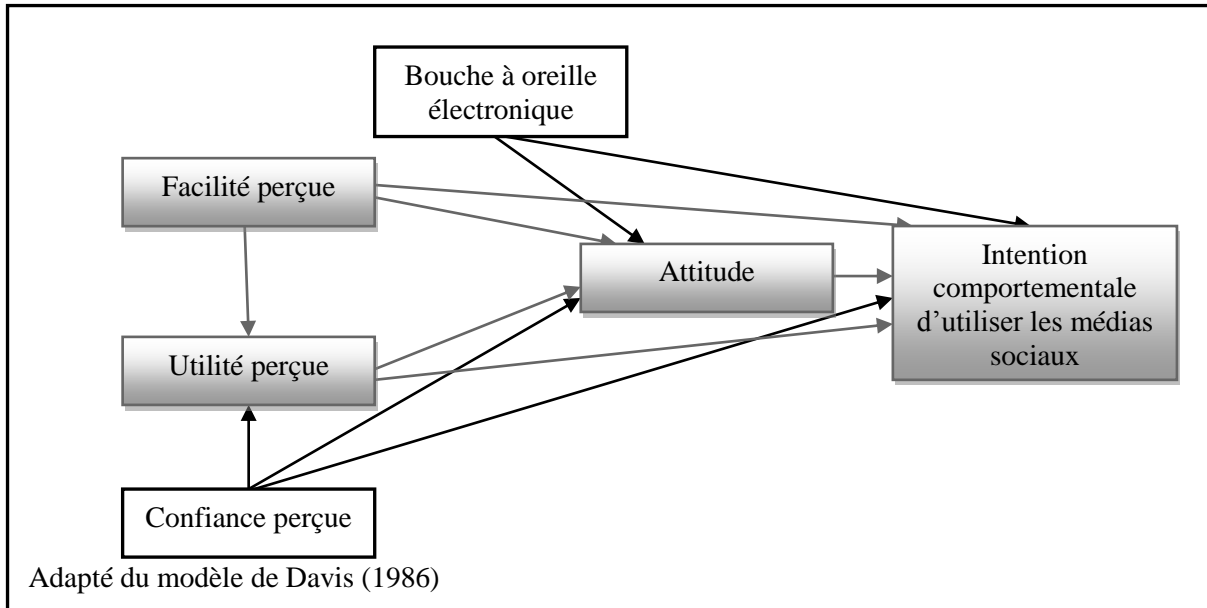 Bouche à oreille
électronique
Facilité perçue
Attitude
Intention
comportementale
d’utiliser les médias
sociaux
Utilité perçue
Confiance perçue
Adapté du modèle de Davis (1986)